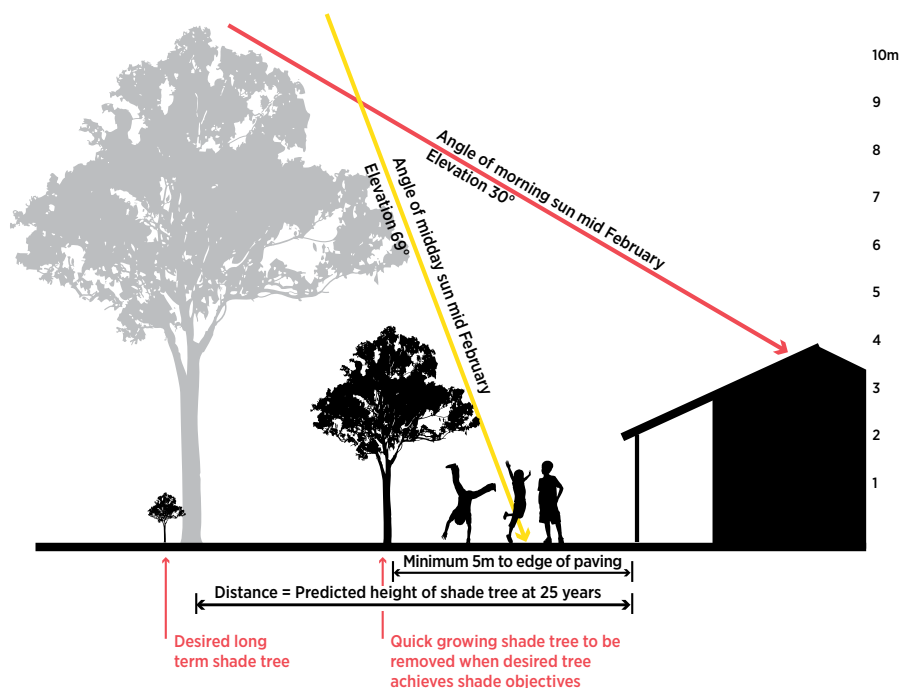 10m
9
8
7
6
5
4
3
2
1
Angle of morning sun mid February
Elevation 30°
Angle of midday sun mid February
Elevation 69°
Minimum 5m to edge of paving
Distance = Predicted height of shade tree at 25 years
Desired long
term shade tree
Quick growing shade tree to be
removed when desired tree
achieves shade objectives